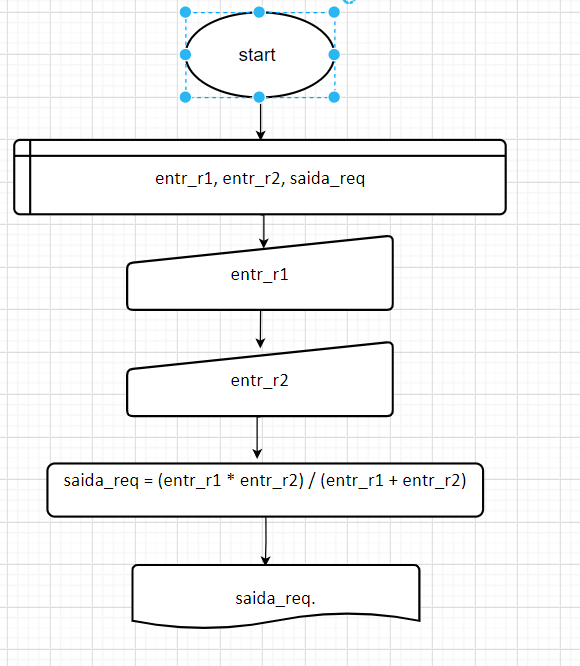 start
entr_r1, entr_r2, saida_req
entr_r1
entr_r2
saida_req = (entr_r1 * entr_r2) / (entr_r1 + entr_r2)
saida_req.